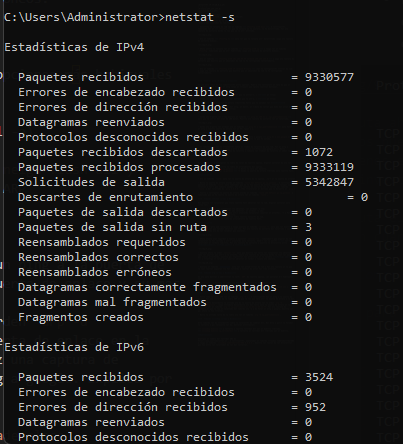 C:\Users\Administrator>netstat -s
Estadísticas de IPv4
Paquetes recibidos = 9330577
Errores de encabezado recibidos = 0
Errores de dirección recibidos = 0
Datagramas reenviados = 0
Protocolos desconocidos recibidos = 0
Paquetes recibidos descartados = 1072
Paquetes recibidos procesados = 9333119
Solicitudes de salida = 5342847
Descartes de enrutamiento = 0
Paquetes de salida descartados = 0
Paquetes de salida sin ruta = 3
Reensamblados requeridos = 0
Reensamblados correctos = 0
Reensamblados erróneos = 0
Datagramas correctamente fragmentados = 0
Datagramas mal fragmentados = 0
Fragmentos creados = 0
Estadísticas de IPv6
Paquetes recibidos = 3524
Errores de encabezado recibidos = 0
Errores de dirección recibidos = 952
Datagramas reenviados = 0
Protocolos desconocidos recibidos = 0